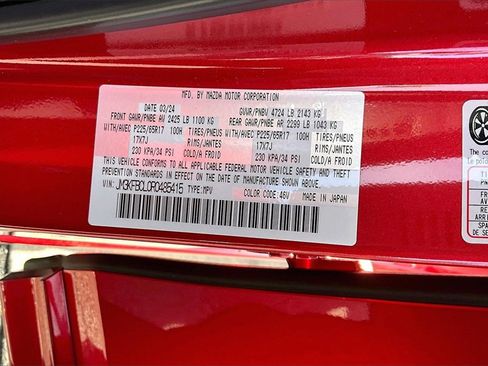 MFD. BY MAZDA MOTOR CORPORATION
DATE 03/24 GVWR/PNBV 4724 LB 2143 KG
FRONT GAWR/PNBE AV 2425 LB 1100 KG REAR GAWR/PNBE AR 2299 LB 1043 KG
WITH/AVEC P225/65R17 100H TIRES/PNEUS WITH/AVEC P225/65R17 100H TIRES/PNEUS
17X7J RIMS/JANTES 17X7J RIMS/JANTES
230 KPA/34 PSI COLD/A FROID 230 KPA/34 PSI COLD/A FROID
THIS VEHICLE CONFORMS TO ALL APPLICABLE FEDERAL MOTOR VEHICLE SAFETY AND THEFT
PREVENTION STANDARDS IN EFFECT ON THE DATE OF MANUFACTURE SHOWN ABOVE.
VIN: TYPE:MPV COLOR CODE:46V MADE IN JAPAN